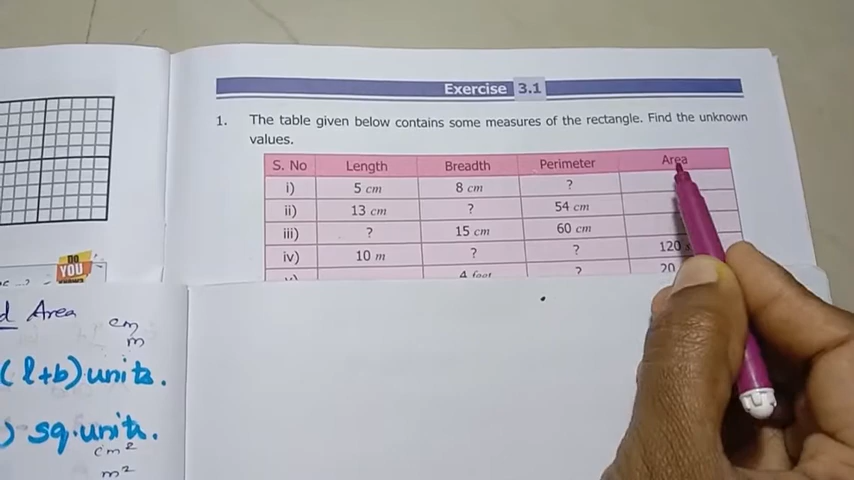 Exercise 3.1
1. The table given below contains some measures of the rectangle. Find the unknown
values.
S. No Length Breadth Perimeter Area
i) 5 cm 8 cm ?
ii) 13 cm ? 54 cm
iii) ? 15 cm 60 cm
iv) 10 m ? ? 120
4 feet ? 20
DO
YOU
Area
cm
m
(l+b) units.
) sq.units.
cm²
m²